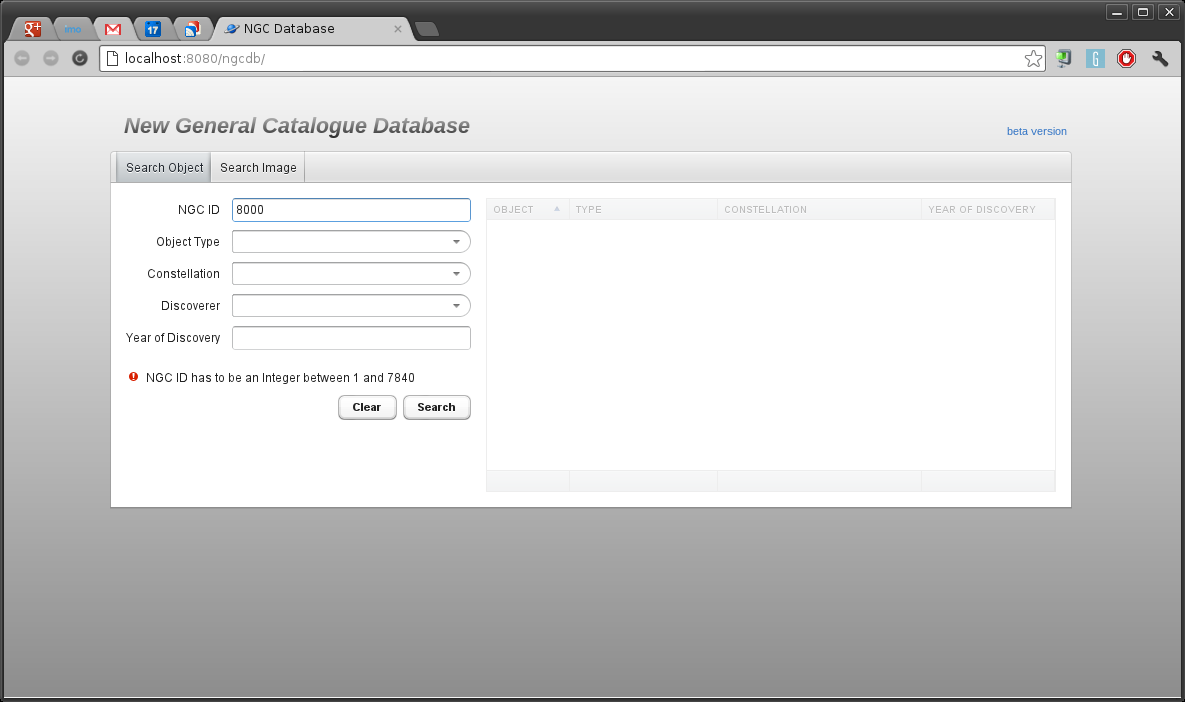 g+
rmo
17
NGC Database
localhost:8080/ngcdb/
G
New General Catalogue Database
beta version
Search Object
Search Image
NGC ID
8000
Object Type
Constellation
Discoverer
Year of Discovery
NGC ID has to be an Integer between 1 and 7840
Clear
Search
OBJECT
TYPE
CONSTELLATION
YEAR OF DISCOVERY